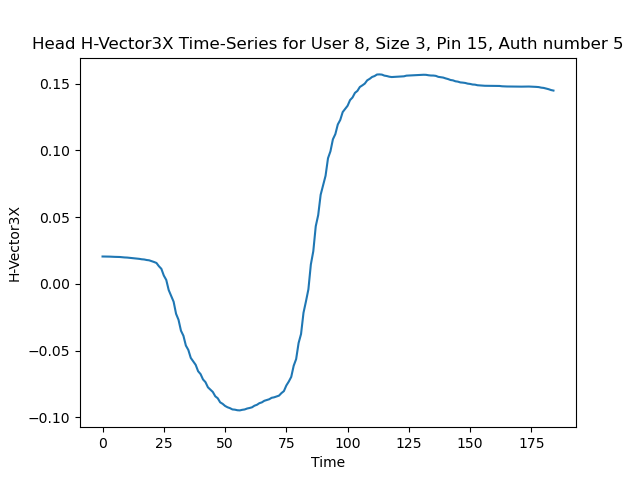 Head H-Vector3X Time-Series for User 8, Size 3, Pin 15, Auth number 5
H-Vector3X
0.15
0.10
0.05
0.00
−0.05
−0.10
0 25 50 75 100 125 150 175
Time